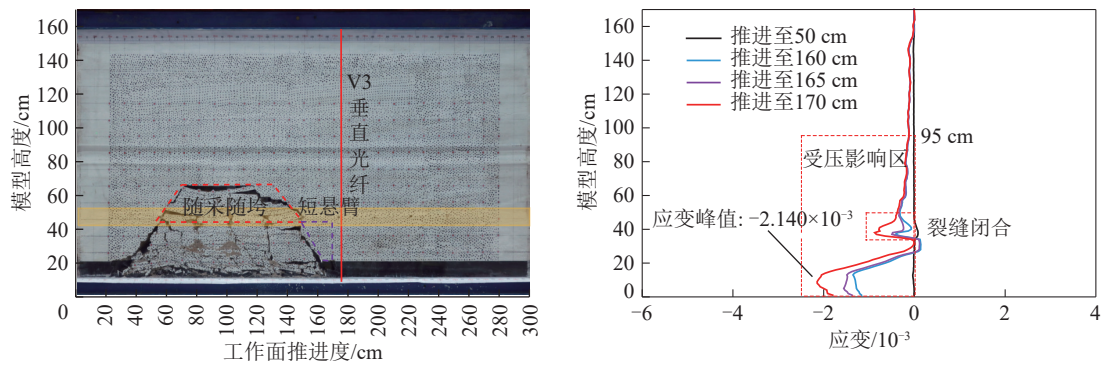 160
140
120
100
80
60
40
20
0
模型高度/cm
V3
垂
直
光
纤
随采随垮
短悬臂
20
40
60
80
100
120
140
160
180
200
220
240
260
280
300
工作面推进度/cm
160
140
120
100
80
60
40
20
0
模型高度/cm
推进至50 cm
推进至160 cm
推进至165 cm
推进至170 cm
95 cm
受压影响区
应变峰值: −2.140×10⁻³
裂缝闭合
−6
−4
−2
0
2
4
应变/10⁻³